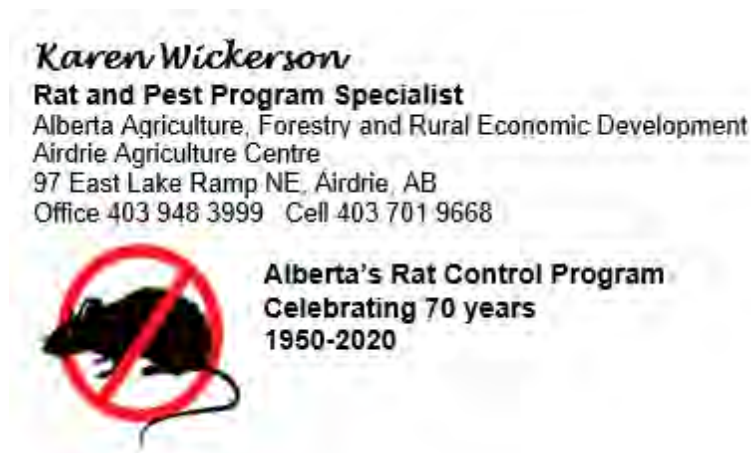 Karen Wickerson
Rat and Pest Program Specialist
Alberta Agriculture, Forestry and Rural Economic Development
Airdrie Agriculture Centre
97 East Lake Ramp NE, Airdrie, AB
Office 403 948 3999 Cell 403 701 9668
Alberta's Rat Control Program
Celebrating 70 years
1950-2020